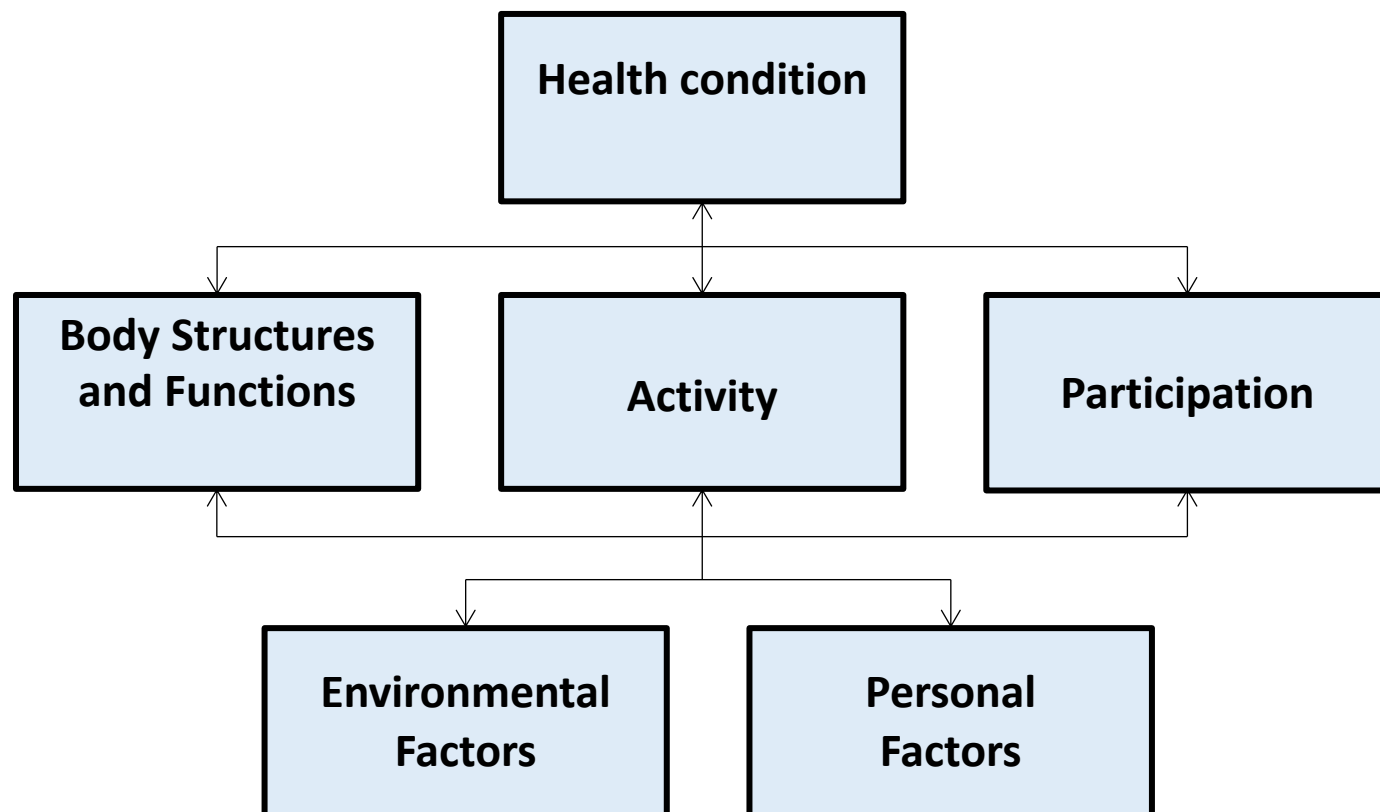 Health condition
Body Structures
and Functions
Activity
Participation
Environmental
Factors
Personal
Factors